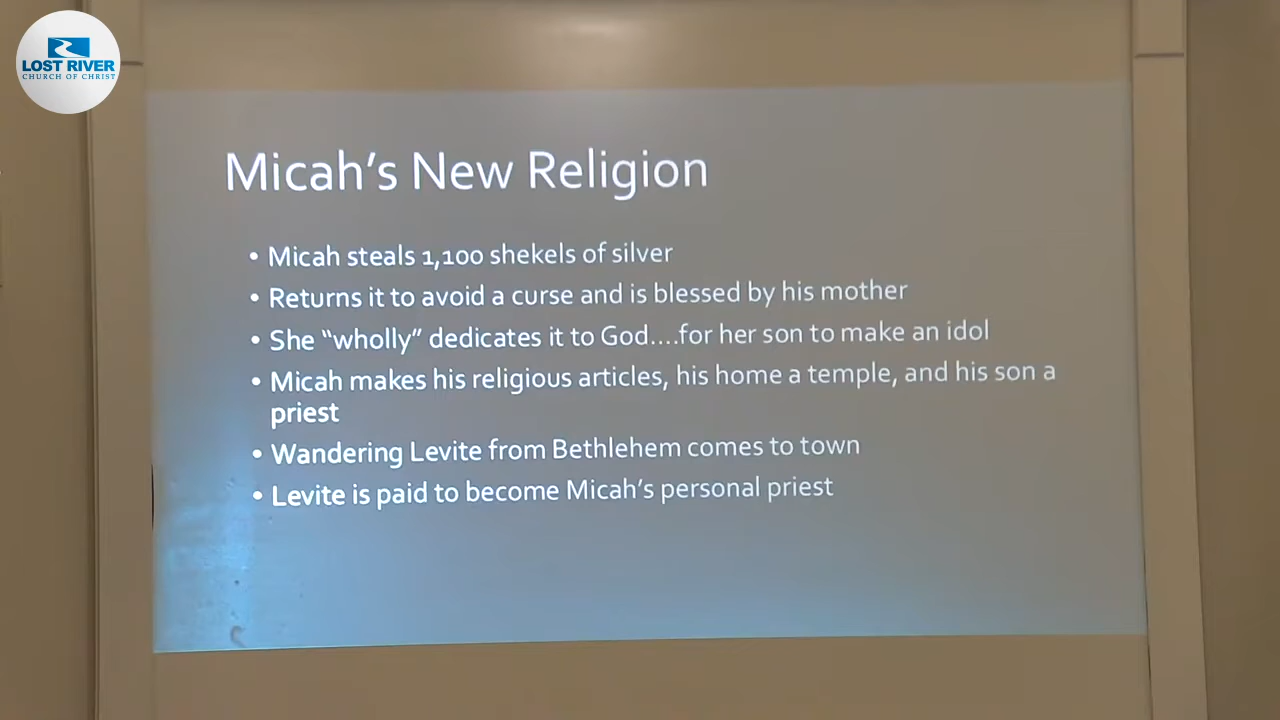 LOST RIVER
CHURCH OF CHRIST
Micah's New Religion
• Micah steals 1,100 shekels of silver
• Returns it to avoid a curse and is blessed by his mother
• She "wholly" dedicates it to God....for her son to make an idol
• Micah makes his religious articles, his home a temple, and his son a
priest
• Wandering Levite from Bethlehem comes to town
• Levite is paid to become Micah's personal priest